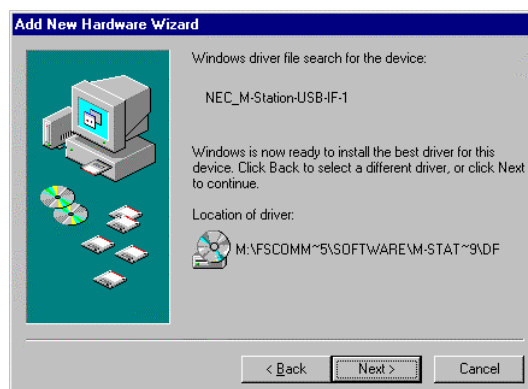 Add New Hardware Wizard
Windows driver file search for the device:
NEC_M-Station-USB-IF-1
Windows is now ready to install the best driver for this
device. Click Back to select a different driver, or click Next
to continue.
Location of driver:
M:\FSCOMM~5\SOFTWARE\M-STAT~9\DF
< Back
Next >
Cancel